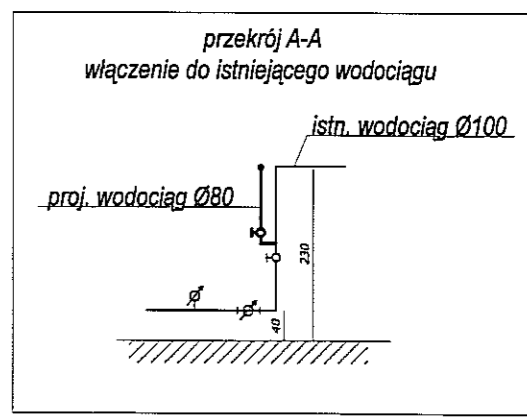 przekrój A-A
włączenie do istniejącego wodociągu
istn. wodociąg Ø100
proj. wodociąg Ø80
230
40